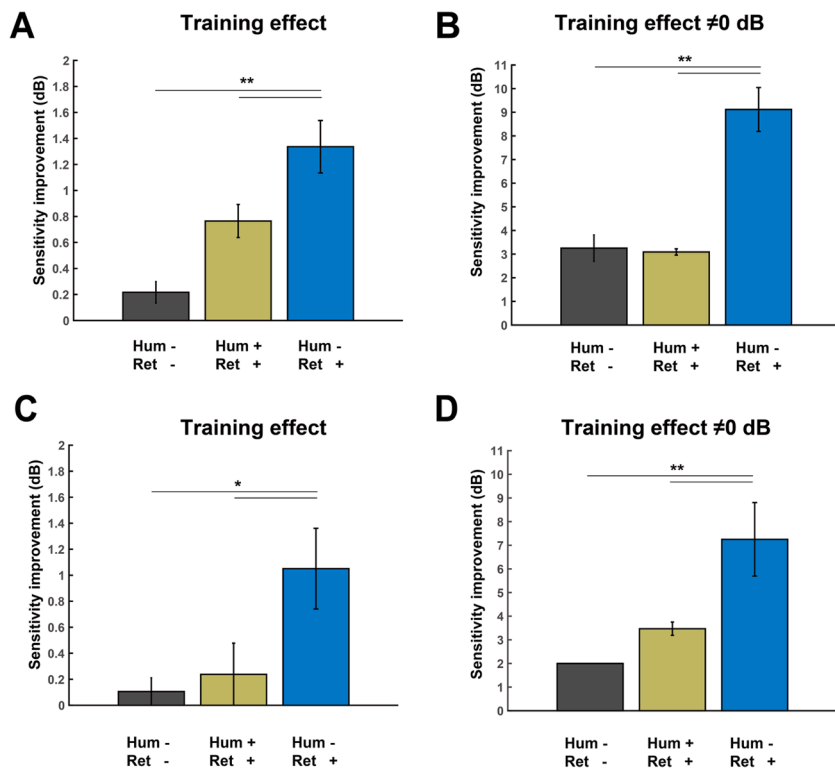 A
Training effect
Sensitivity improvement (dB)
2
1.8
1.6
1.4
1.2
1
0.8
0.6
0.4
0.2
0
**
Hum - Hum + Hum -
Ret - Ret + Ret +
B
Training effect ≠0 dB
Sensitivity improvement (dB)
11
10
9
8
7
6
5
4
3
2
1
0
**
Hum - Hum + Hum -
Ret - Ret + Ret +
C
Training effect
Sensitivity improvement (dB)
2
1.8
1.6
1.4
1.2
1
0.8
0.6
0.4
0.2
0
*
Hum - Hum + Hum -
Ret - Ret + Ret +
D
Training effect ≠0 dB
Sensitivity improvement (dB)
11
10
9
8
7
6
5
4
3
2
1
0
**
Hum - Hum + Hum -
Ret - Ret + Ret +